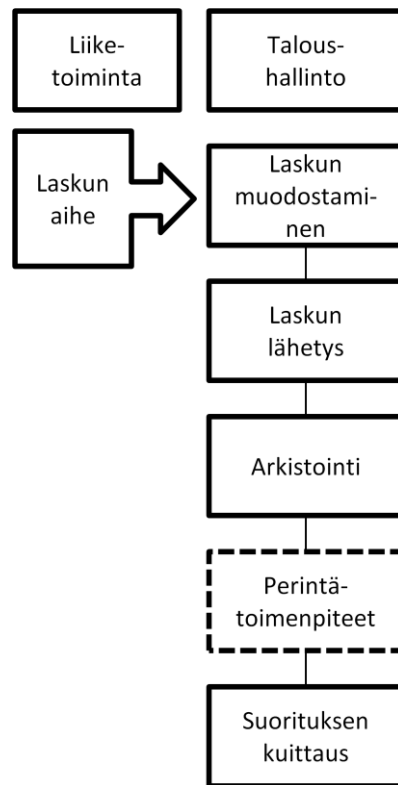 Liike-
toiminta
Talous-
hallinto
Laskun
aihe
Laskun
muodostami-
nen
Laskun
lähetys
Arkistointi
Perintä-
toimenpiteet
Suorituksen
kuittaus